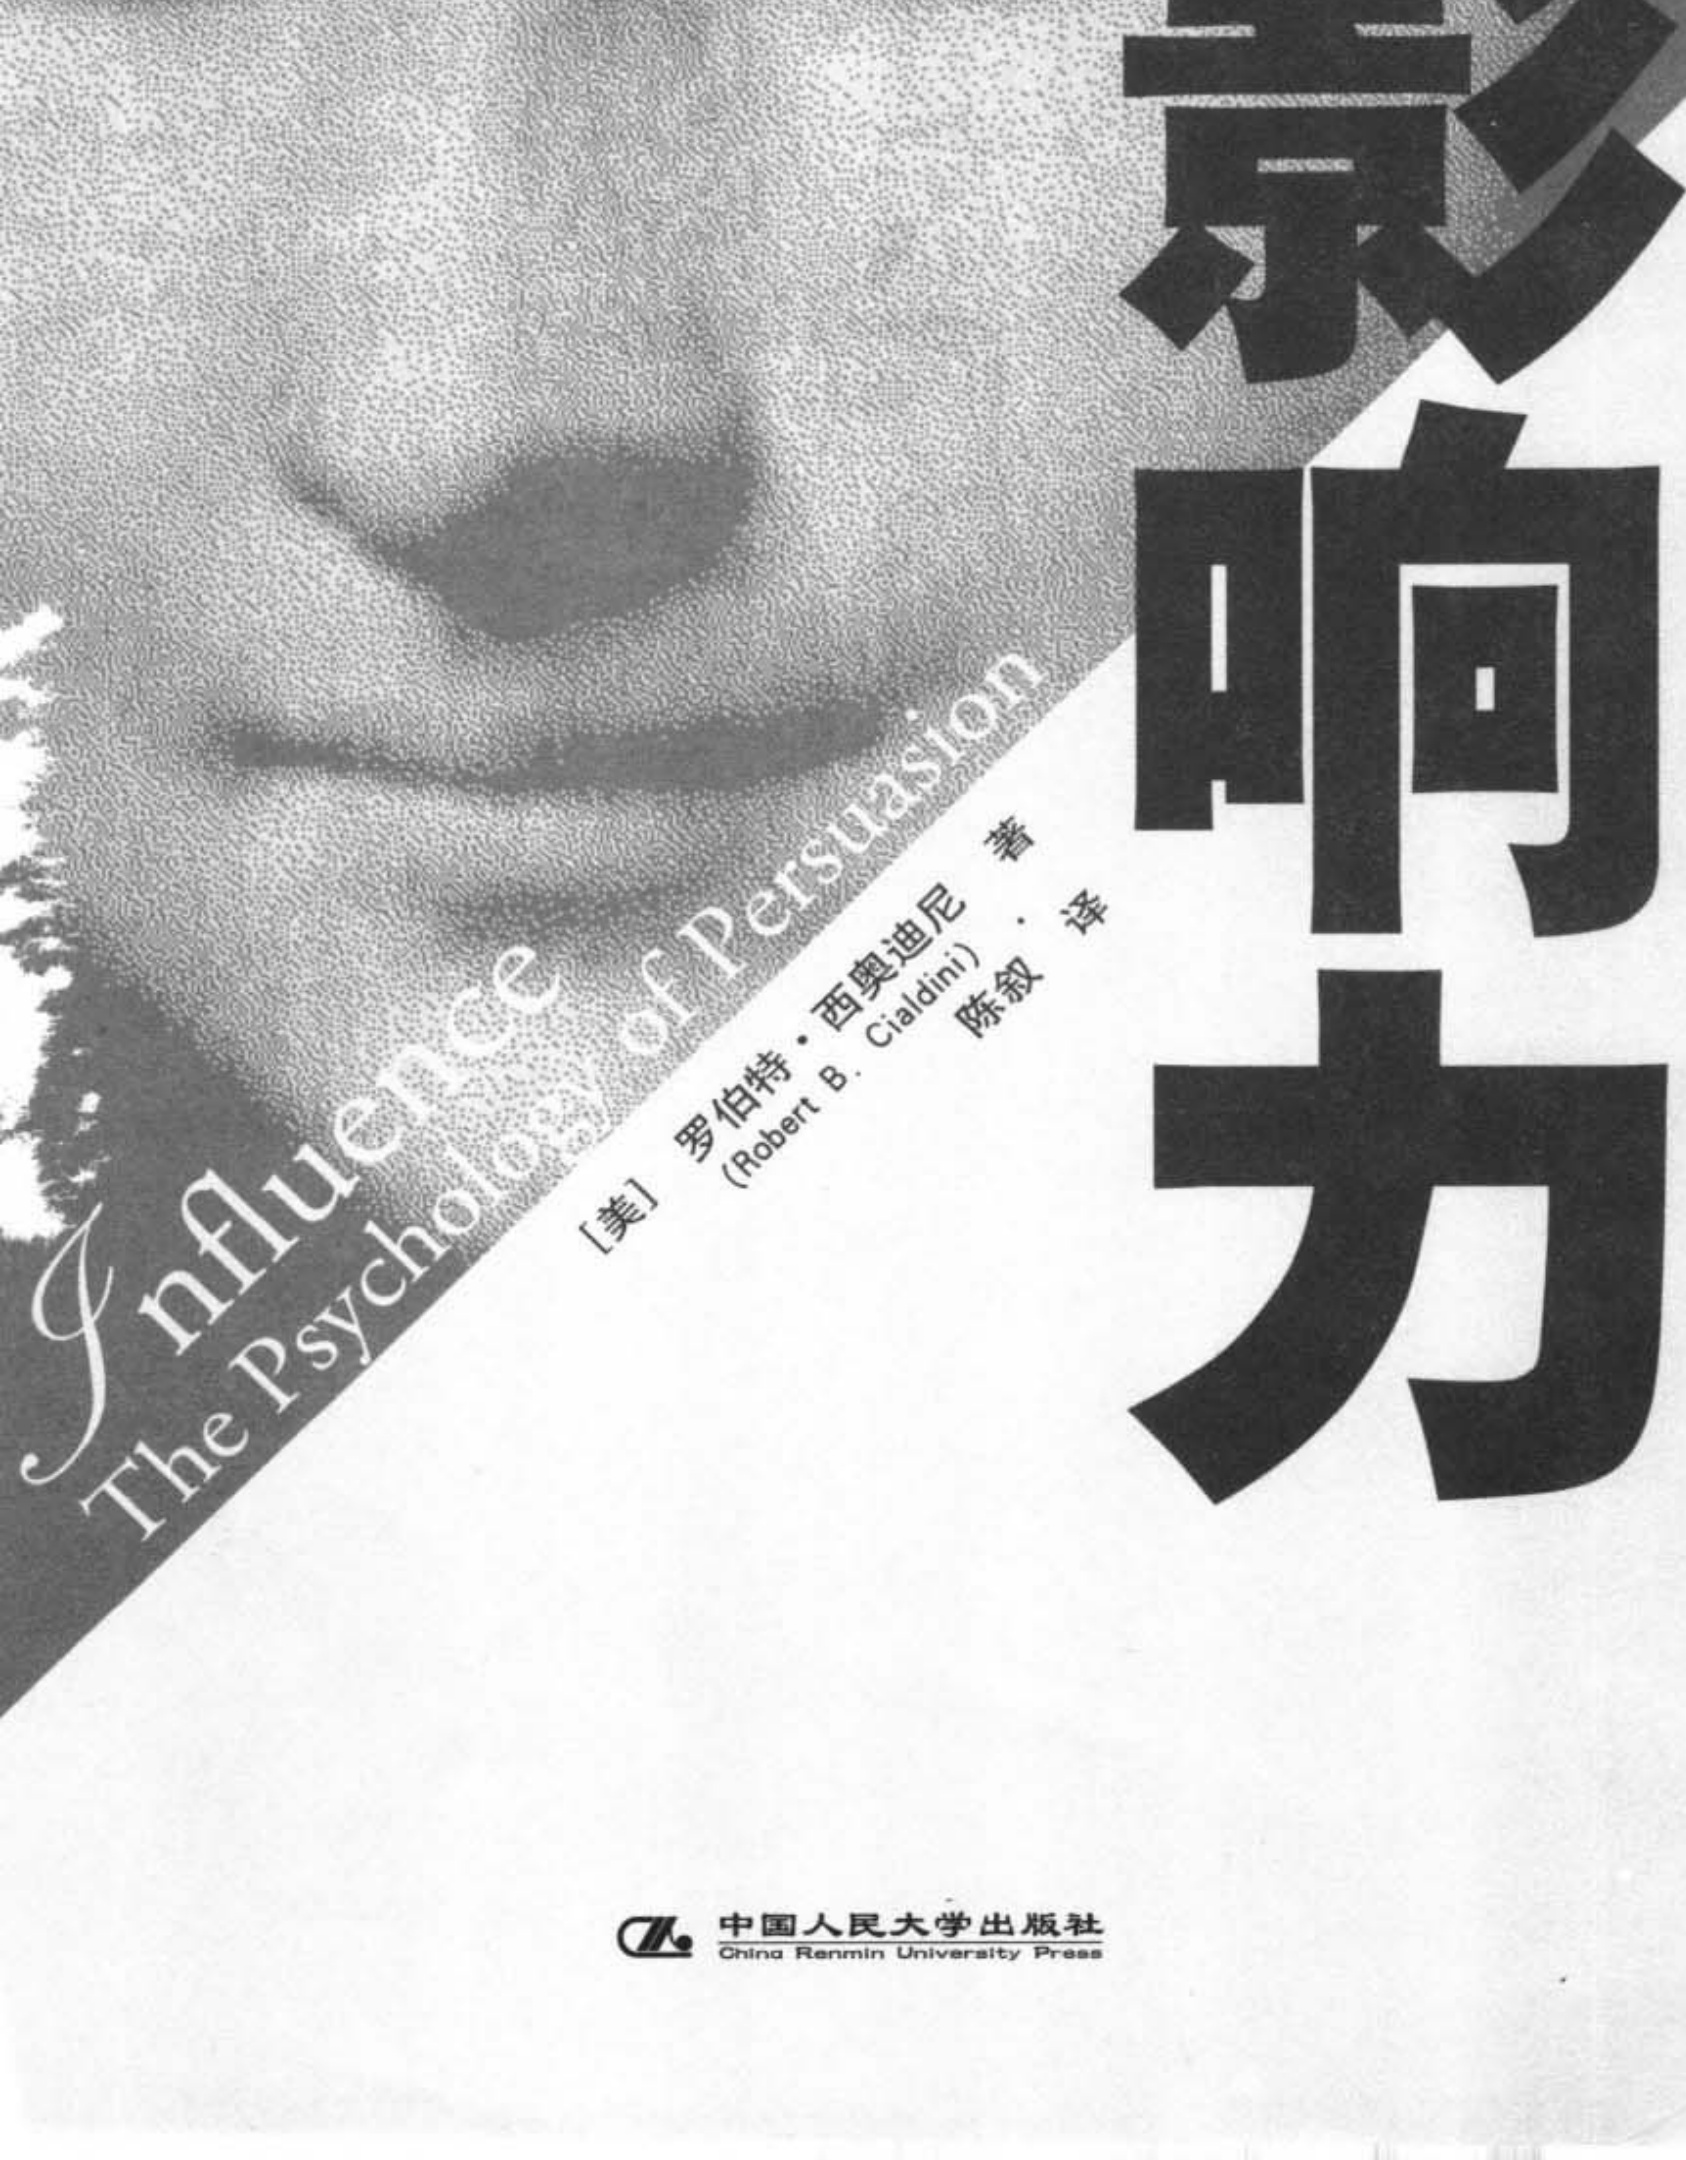 影响力
Influence
The Psychology of Persuasion
[美] 罗伯特·西奥迪尼 著
(Robert B. Cialdini) .
陈叙 译
中国人民大学出版社
China Renmin University Press